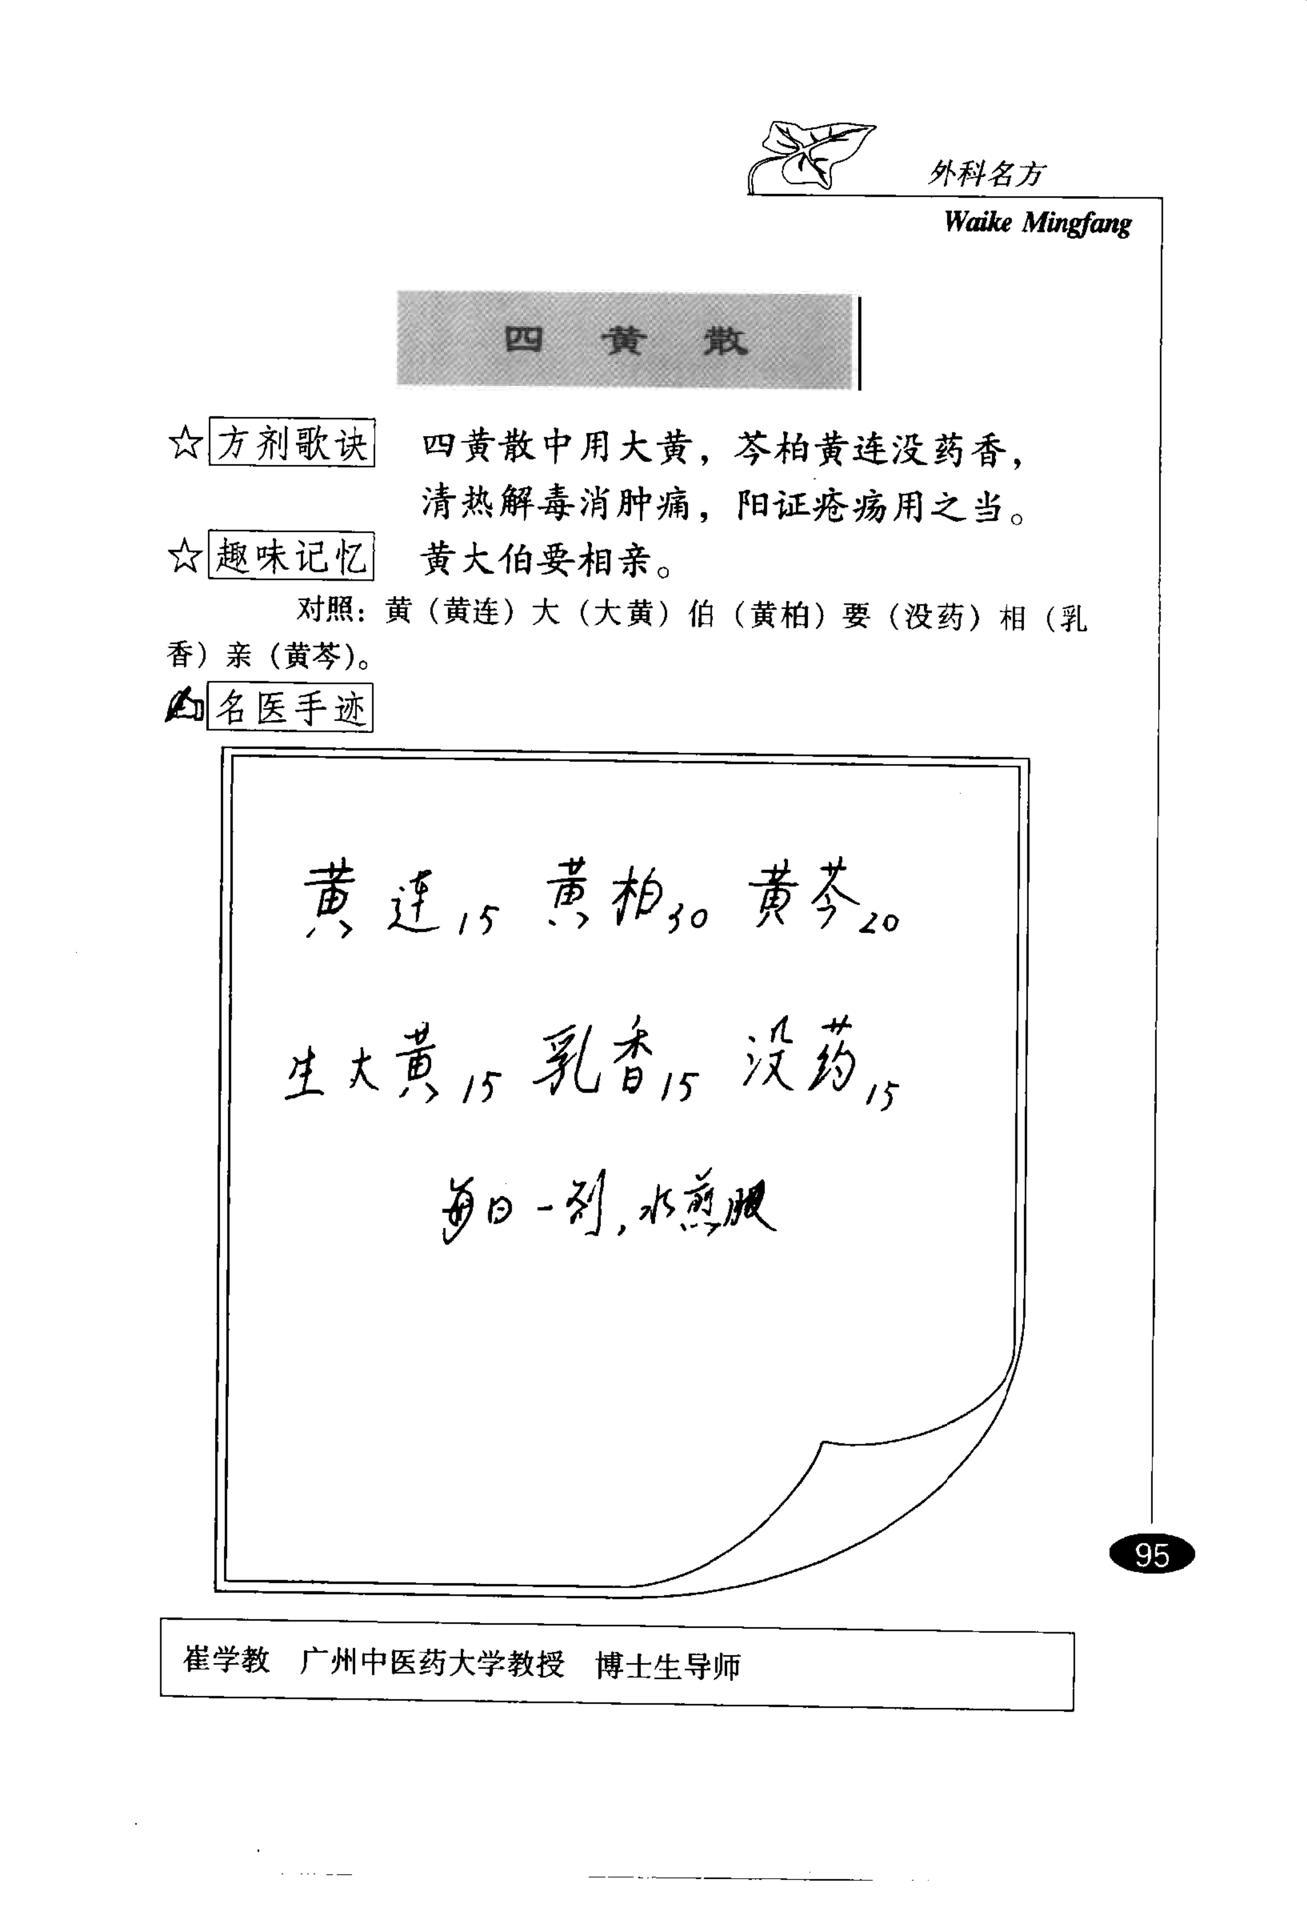 外科名方
Waike Mingfang
四黄散
☆方剂歌诀 四黄散中用大黄，芩柏黄连没药香，
清热解毒消肿痛，阳证疮疡用之当。
☆趣味记忆 黄大伯要相亲。
对照：黄（黄连）大（大黄）伯（黄柏）要（没药）相（乳
香）亲（黄芩）。
名医手迹
黄连15 黄柏30 黄芩20
生大黄15 乳香15 没药15
每日一剂，水煎服
95
崔学教 广州中医药大学教授 博士生导师